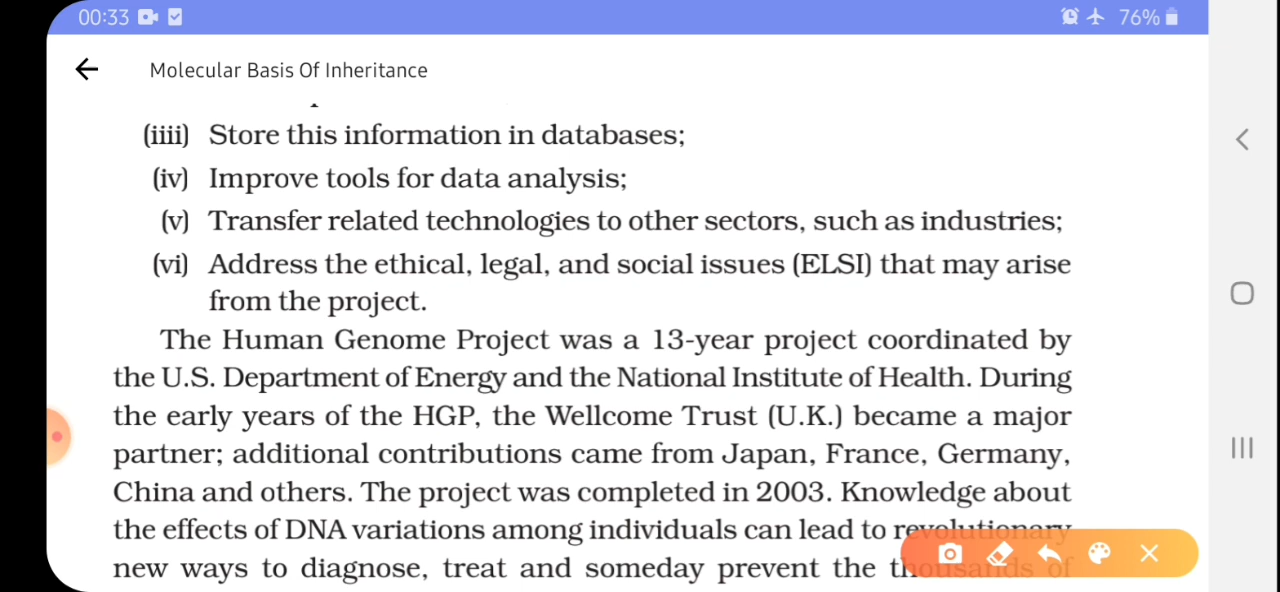 00:33
76%
Molecular Basis Of Inheritance
(iiii) Store this information in databases;
(iv) Improve tools for data analysis;
(v) Transfer related technologies to other sectors, such as industries;
(vi) Address the ethical, legal, and social issues (ELSI) that may arise
from the project.
The Human Genome Project was a 13-year project coordinated by
the U.S. Department of Energy and the National Institute of Health. During
the early years of the HGP, the Wellcome Trust (U.K.) became a major
partner; additional contributions came from Japan, France, Germany,
China and others. The project was completed in 2003. Knowledge about
the effects of DNA variations among individuals can lead to revolutionary
new ways to diagnose, treat and someday prevent the thousands of